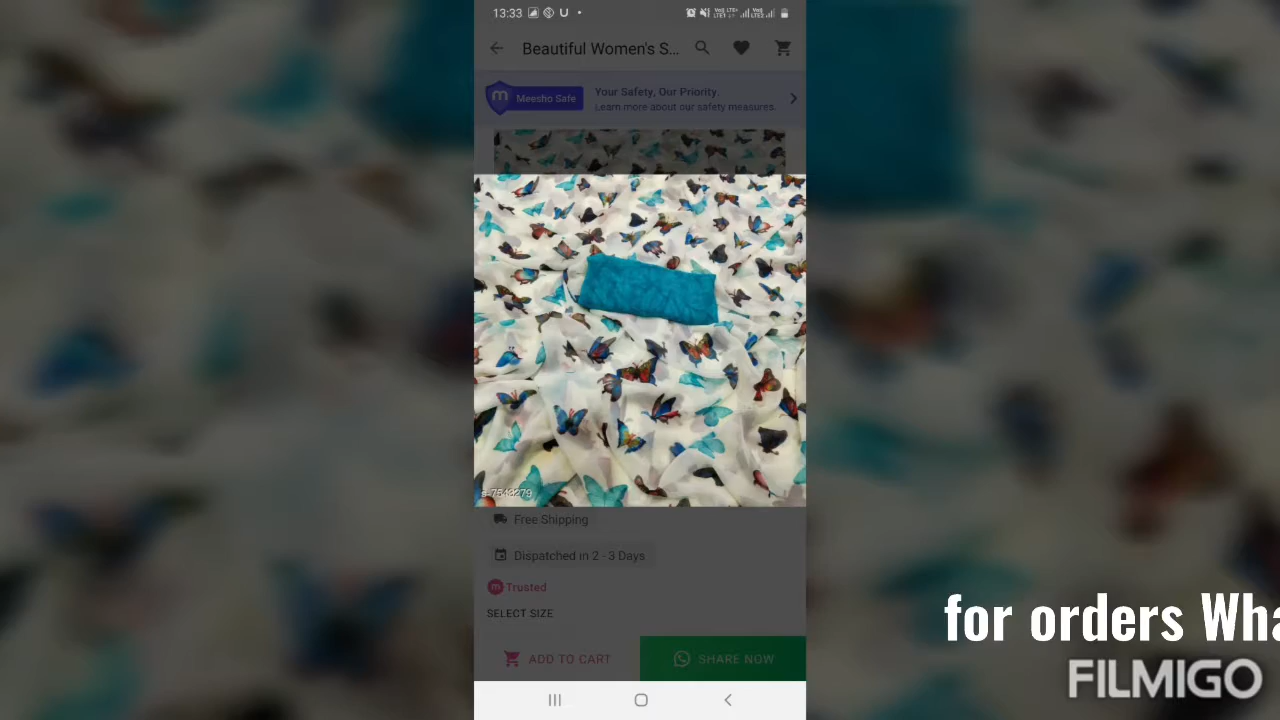 13:33
Beautiful Women's S...
Meesho Safe
Your Safety, Our Priority.
Learn more about our safety measures.
s-7543279
Free Shipping
Dispatched in 2 - 3 Days
m Trusted
SELECT SIZE
ADD TO CART
SHARE NOW
for orders Wha
FILMIGO